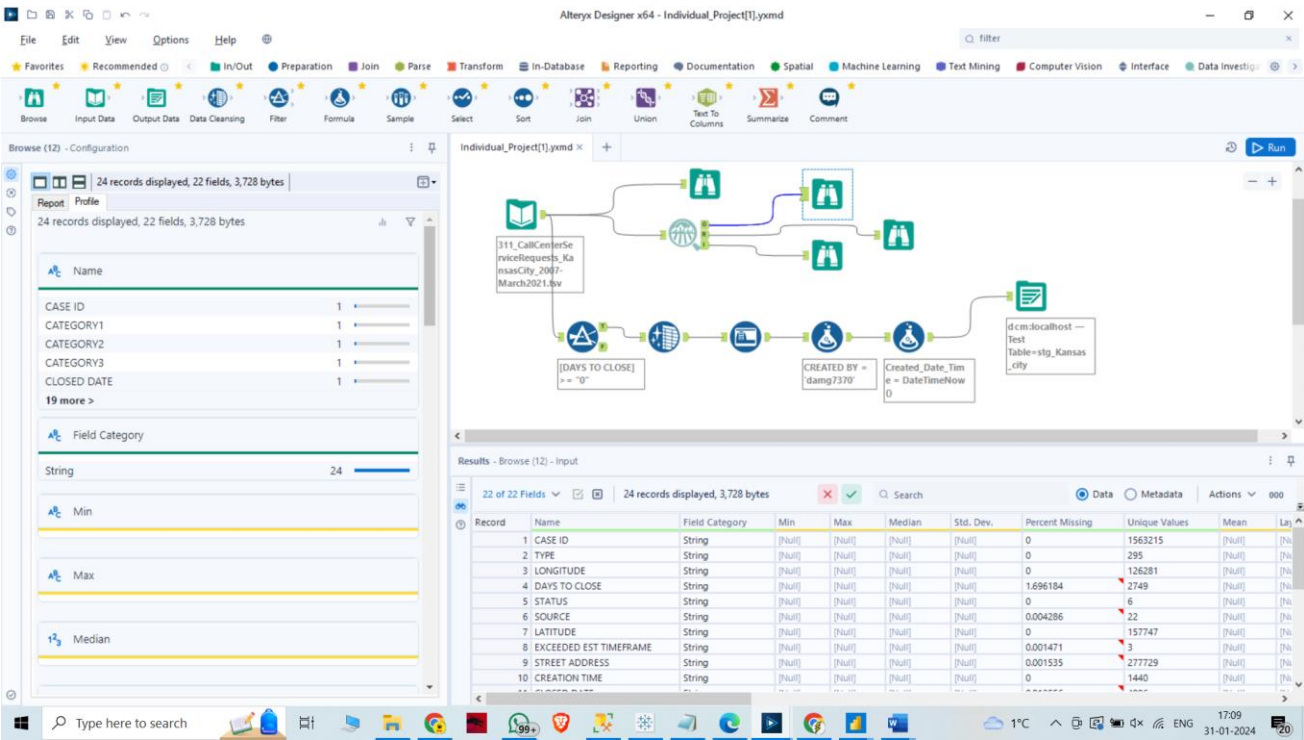 Alteryx Designer x64 - Individual_Project[1].yxmd
File Edit View Options Help
filter
Favorites Recommended In/Out Preparation Join Parse Transform In-Database Reporting Documentation Spatial Machine Learning Text Mining Computer Vision Interface Data Investig
Browse Input Data Output Data Data Cleansing Filter Formula Sample Select Sort Join Union Text To Columns Summarize Comment
Browse (12) - Configuration
24 records displayed, 22 fields, 3,728 bytes
Report Profile
24 records displayed, 22 fields, 3,728 bytes
Name
CASE ID 1
CATEGORY1 1
CATEGORY2 1
CATEGORY3 1
CLOSED DATE 1
19 more >
Field Category
String 24
Min
Max
Median
Individual_Project[1].yxmd
Run
311_CallCenterSe
rviceRequests_Ka
nsasCity_2007-
March2021.tsv
[DAYS TO CLOSE]
>= "0"
CREATED BY =
'damg7370'
Created_Date_Tim
e = DateTimeNow
()
dcm:localhost —
Test
Table=stg_Kansas
_city
Results - Browse (12) - Input
22 of 22 Fields 24 records displayed, 3,728 bytes Search Data Metadata Actions 000
Record Name Field Category Min Max Median Std. Dev. Percent Missing Unique Values Mean Lay
1 CASE ID String [Null] [Null] [Null] [Null] 0 1563215 [Null]
2 TYPE String [Null] [Null] [Null] [Null] 0 295 [Null]
3 LONGITUDE String [Null] [Null] [Null] [Null] 0 126281 [Null]
4 DAYS TO CLOSE String [Null] [Null] [Null] [Null] 1.696184 2749 [Null]
5 STATUS String [Null] [Null] [Null] [Null] 0 6 [Null]
6 SOURCE String [Null] [Null] [Null] [Null] 0.004286 22 [Null]
7 LATITUDE String [Null] [Null] [Null] [Null] 0 157747 [Null]
8 EXCEEDED EST TIMEFRAME String [Null] [Null] [Null] [Null] 0.001471 3 [Null]
9 STREET ADDRESS String [Null] [Null] [Null] [Null] 0.001535 277729 [Null]
10 CREATION TIME String [Null] [Null] [Null] [Null] 0 1440 [Null]
Type here to search
99+
1°C
ENG
17:09
31-01-2024
20